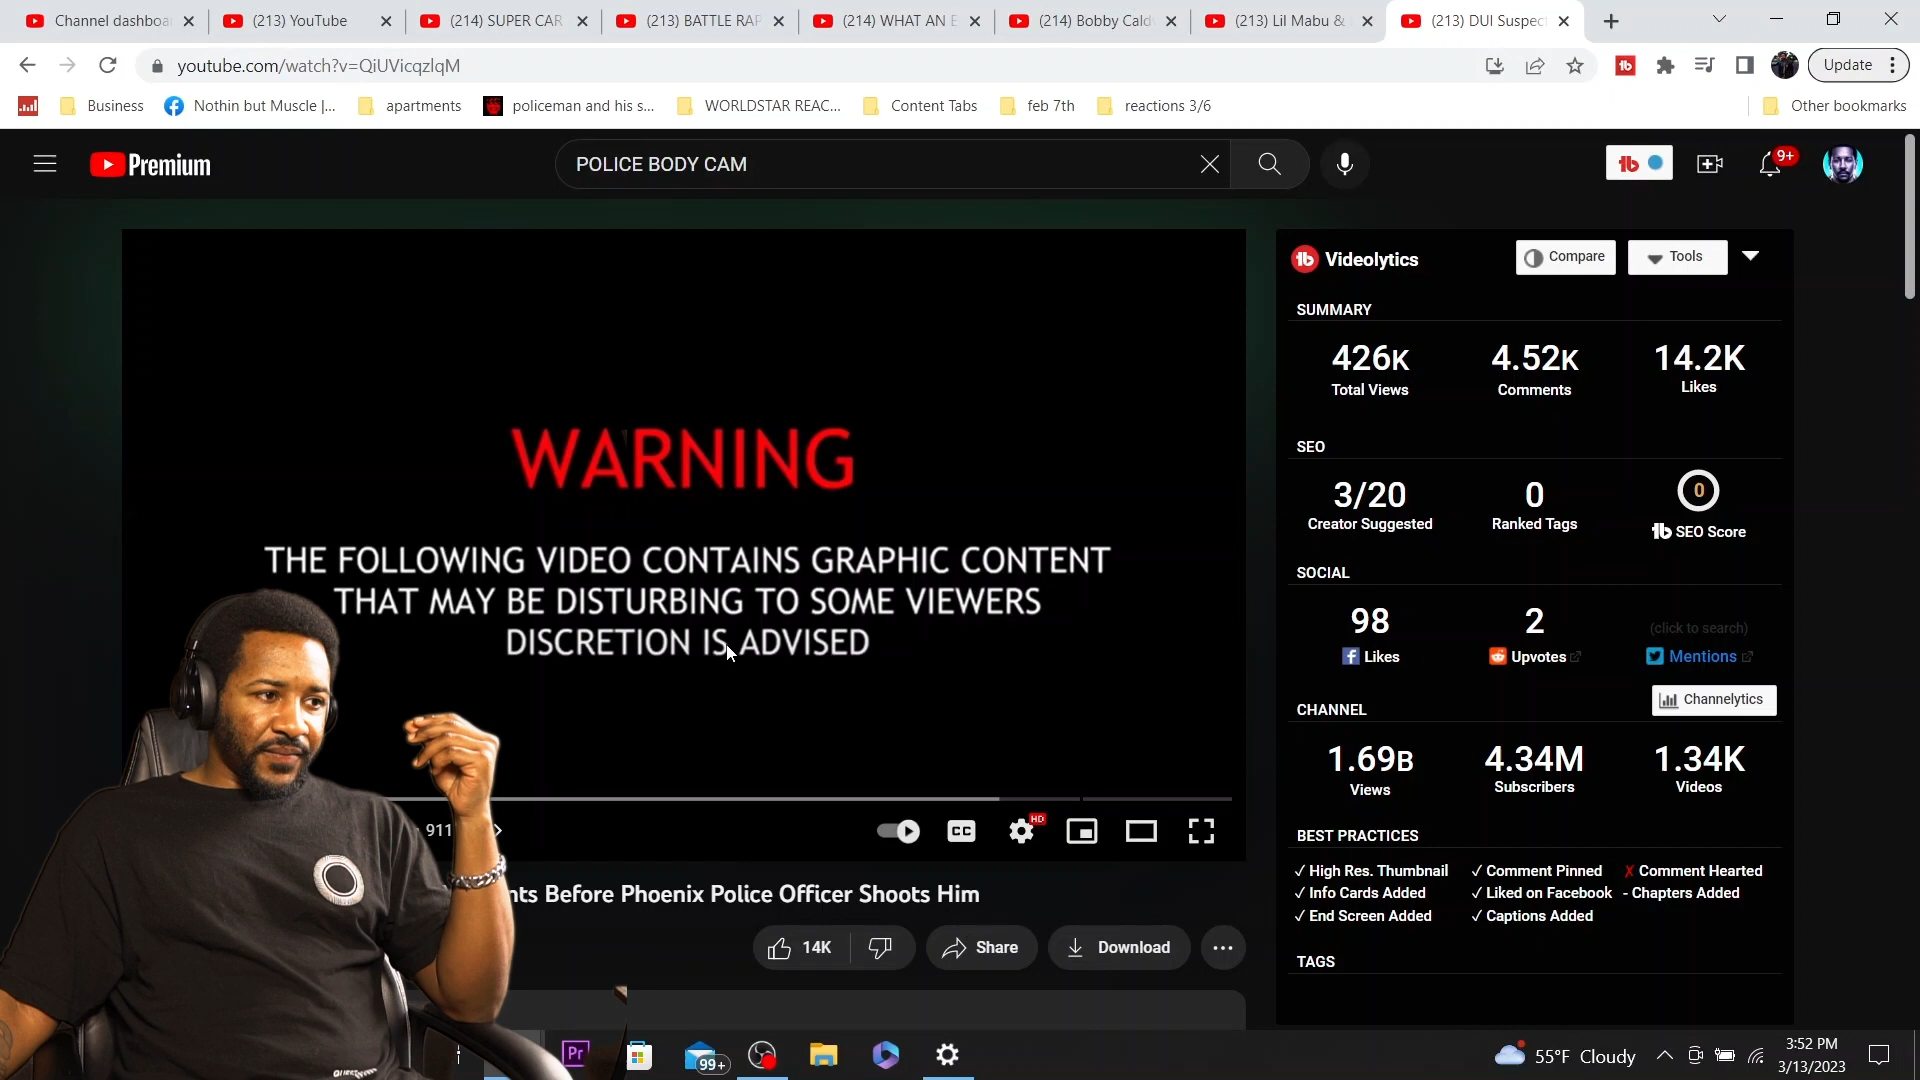 Channel dashboa
(213) YouTube
(214) SUPER CAR
(213) BATTLE RAP
(214) WHAT AN E
(214) Bobby Cald
(213) Lil Mabu &
(213) DUI Suspect
youtube.com/watch?v=QiUVicqzlqM
Update
Business
Nothin but Muscle |...
apartments
policeman and his s...
WORLDSTAR REAC...
Content Tabs
feb 7th
reactions 3/6
Other bookmarks
Premium
POLICE BODY CAM
9+
Videolytics
Compare
Tools
SUMMARY
426K
4.52K
14.2K
Total Views
Comments
Likes
SEO
3/20
0
0
Creator Suggested
Ranked Tags
SEO Score
SOCIAL
98
2
(click to search)
Likes
Upvotes
Mentions
CHANNEL
Channelytics
1.69B
4.34M
1.34K
Views
Subscribers
Videos
BEST PRACTICES
✓ High Res. Thumbnail
✓ Comment Pinned
✗ Comment Hearted
✓ Info Cards Added
✓ Liked on Facebook
- Chapters Added
✓ End Screen Added
✓ Captions Added
TAGS
WARNING
THE FOLLOWING VIDEO CONTAINS GRAPHIC CONTENT
THAT MAY BE DISTURBING TO SOME VIEWERS
DISCRETION IS ADVISED
911
CC
HD
nts Before Phoenix Police Officer Shoots Him
14K
Share
Download
Pr
99+
55°F Cloudy
3:52 PM
3/13/2023